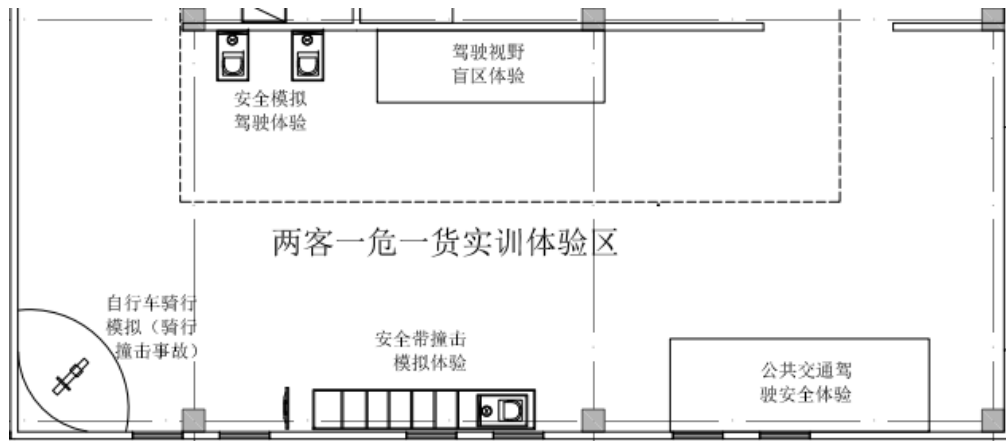 驾驶视野
盲区体验
安全模拟
驾驶体验
两客一危一货实训体验区
自行车骑行
模拟（骑行
撞击事故）
安全带撞击
模拟体验
公共交通驾
驶安全体验